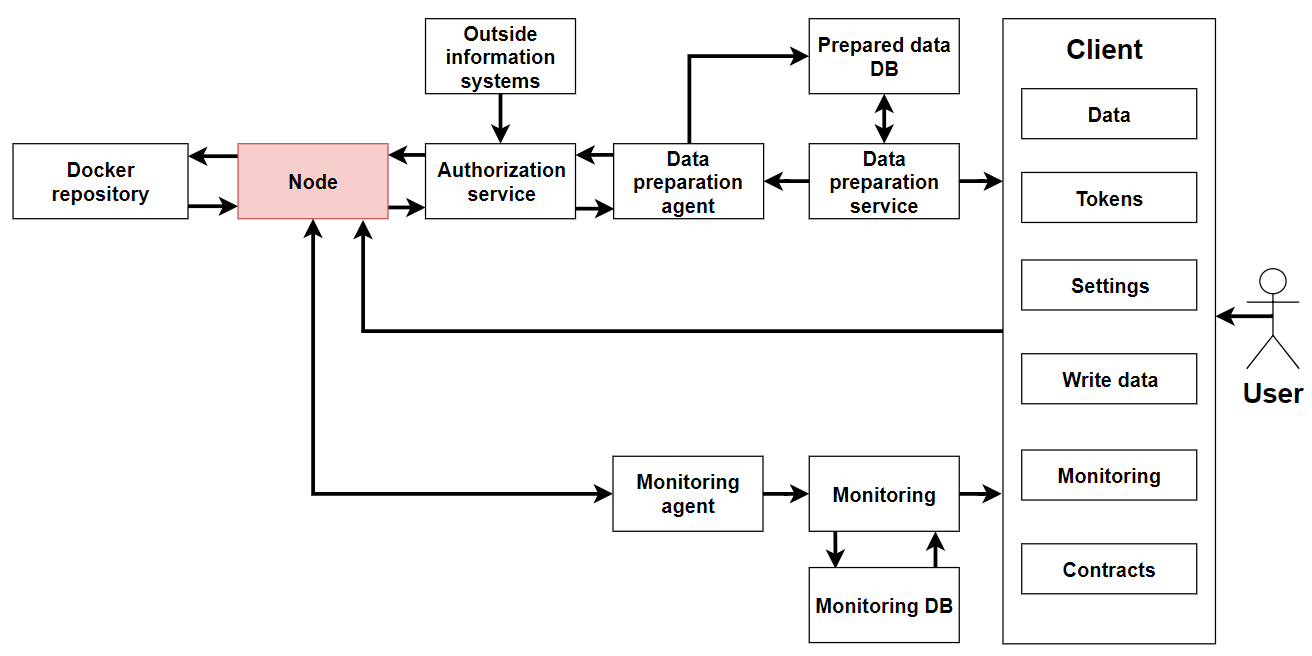 Outside
information
systems
Prepared data
DB
Client
Data
Docker
repository
Node
Authorization
service
Data
preparation
agent
Data
preparation
service
Tokens
Settings
Write data
User
Monitoring
agent
Monitoring
Monitoring
Contracts
Monitoring DB